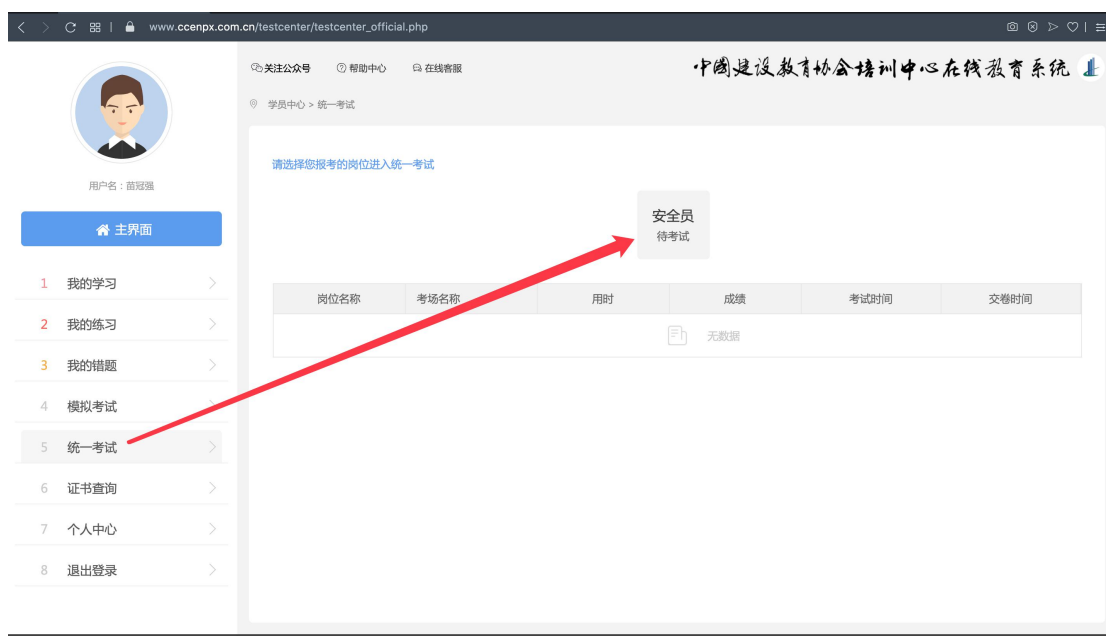 www.ccenpx.com.cn/testcenter/testcenter_official.php
关注公众号 帮助中心 在线客服
中國建设教育协会培训中心在线教育系统
学员中心 > 统一考试
用户名：苗冠强
主界面
1 我的学习
2 我的练习
3 我的错题
4 模拟考试
5 统一考试
6 证书查询
7 个人中心
8 退出登录
请选择您报考的岗位进入统一考试
安全员
待考试
岗位名称 考场名称 用时 成绩 考试时间 交卷时间
无数据